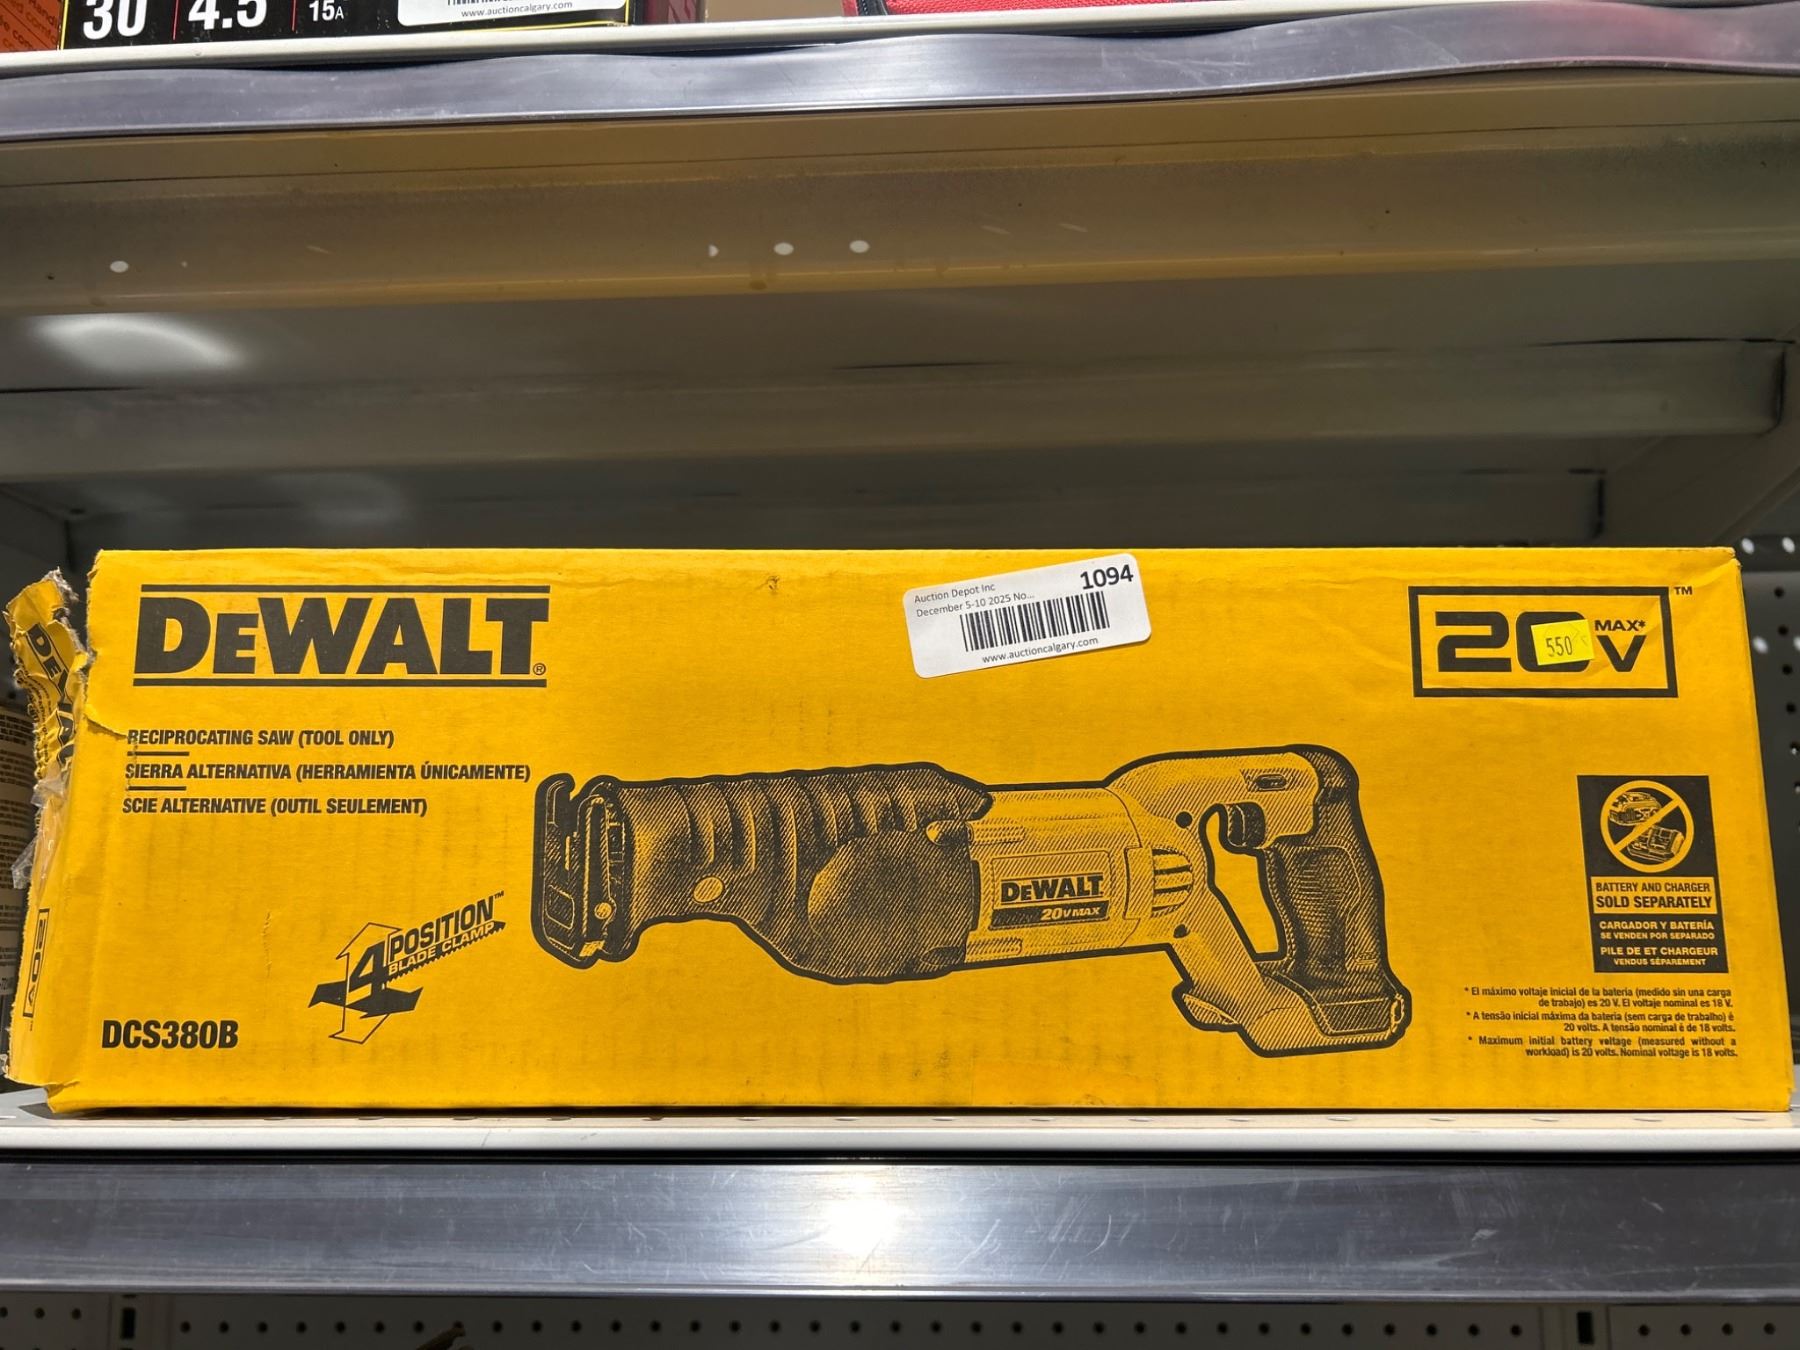 30 4.5 15A
www.auctioncalgary.com
DEWALT®
RECIPROCATING SAW (TOOL ONLY)
SIERRA ALTERNATIVA (HERRAMIENTA ÚNICAMENTE)
SCIE ALTERNATIVE (OUTIL SEULEMENT)
4 POSITION™
BLADE CLAMP
DCS380B
Auction Depot Inc
1094
December 5-10 2025 No...
www.auctioncalgary.com
DEWALT
20V MAX
20V MAX*™
550
BATTERY AND CHARGER
SOLD SEPARATELY
CARGADOR Y BATERÍA
SE VENDEN POR SEPARADO
PILE DE ET CHARGEUR
VENDUS SÉPARÉMENT
* El máximo voltaje inicial de la bateria (medido sin una carga
de trabajo) es 20 V. El voltaje nominal es 18 V.
* A tensão inicial máxima da bateria (sem carga de trabalho) é
20 volts. A tensão nominal é de 18 volts.
* Maximum initial battery voltage (measured without a
workload) is 20 volts. Nominal voltage is 18 volts.